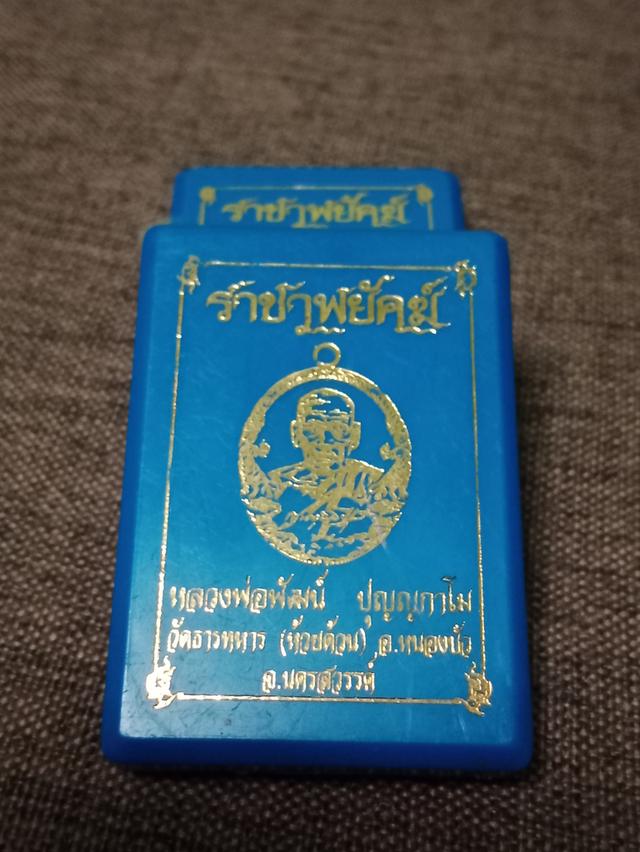 ราชาพยัคฆ์
ราชาพยัคฆ์
หลวงพ่อพัฒน์ ปุญญกาโม
วัดธารทหาร (ห้วยด้วน) อ.หนองบัว
จ.นครสวรรค์